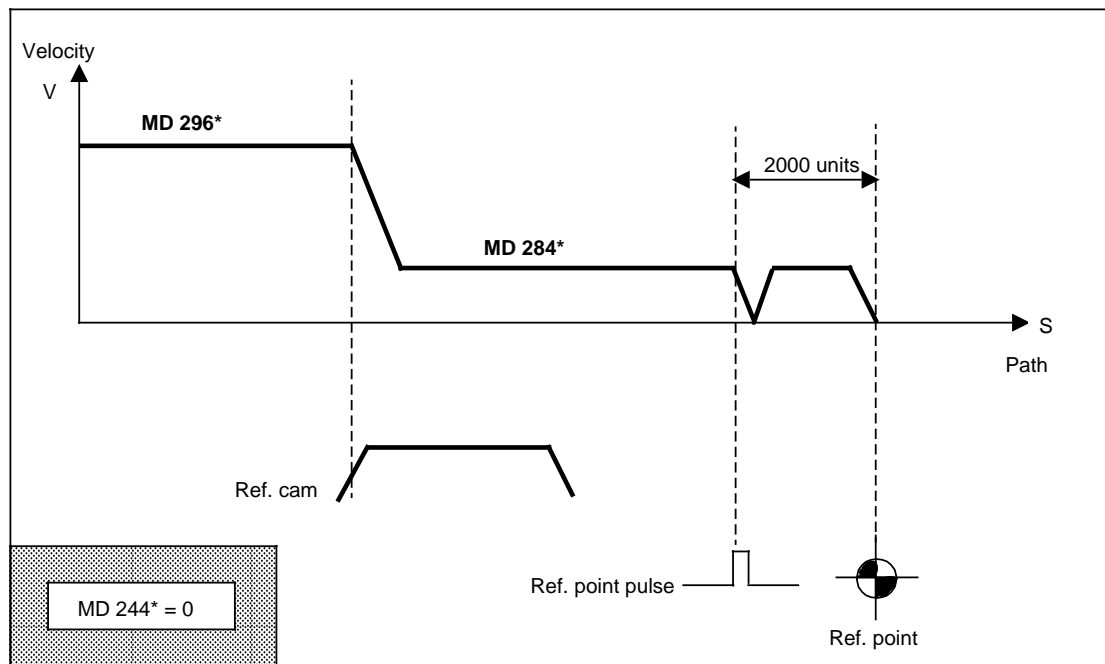 Velocity
V
MD 296*
2000 units
MD 284*
S
Path
Ref. cam
Ref. point pulse
MD 244* = 0
Ref. point